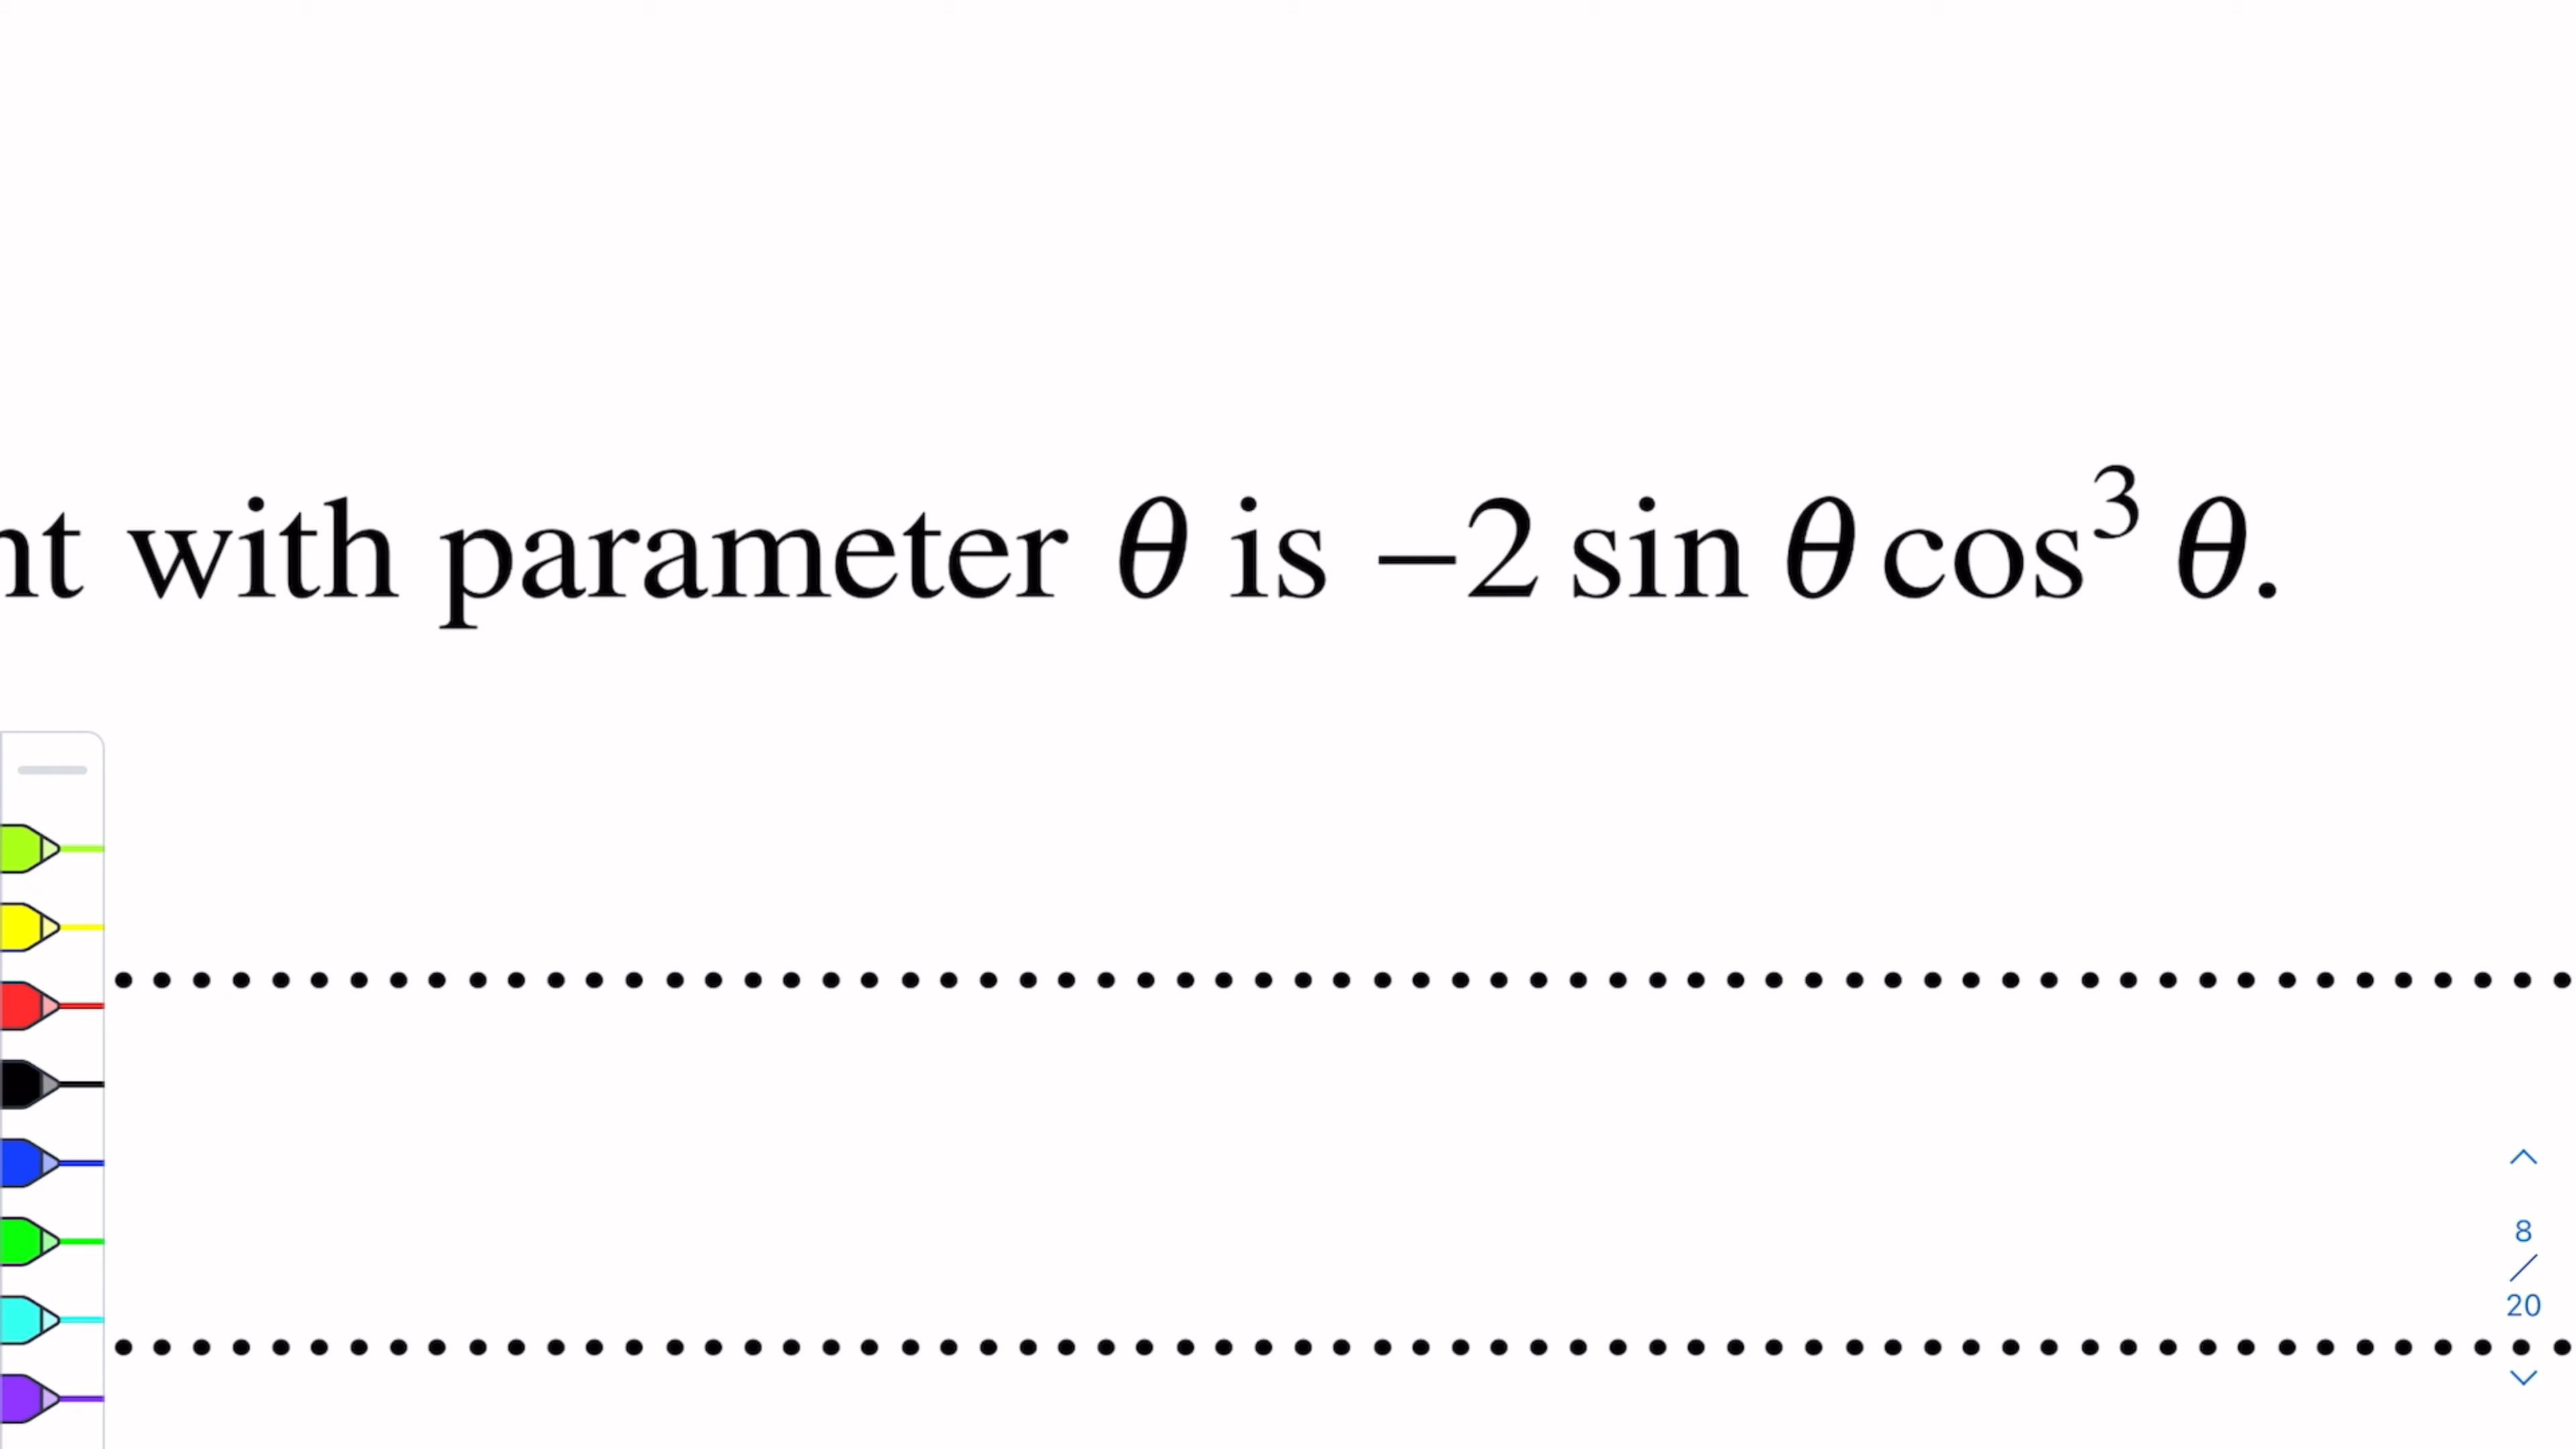 nt with parameter θ is −2 sin θ cos³ θ.
8
/
20